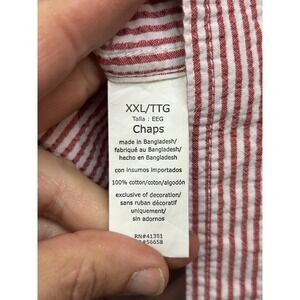 XXL/TTG
Talla : EEG
Chaps
made in Bangladesh/
fabriqué au Bangladesh/
hecho en Bangladesh
con insumos importados
100% cotton/coton/algodón
exclusive of decoration/
sans ruban décoratif
uniquement/
sin adornos
RN#41381